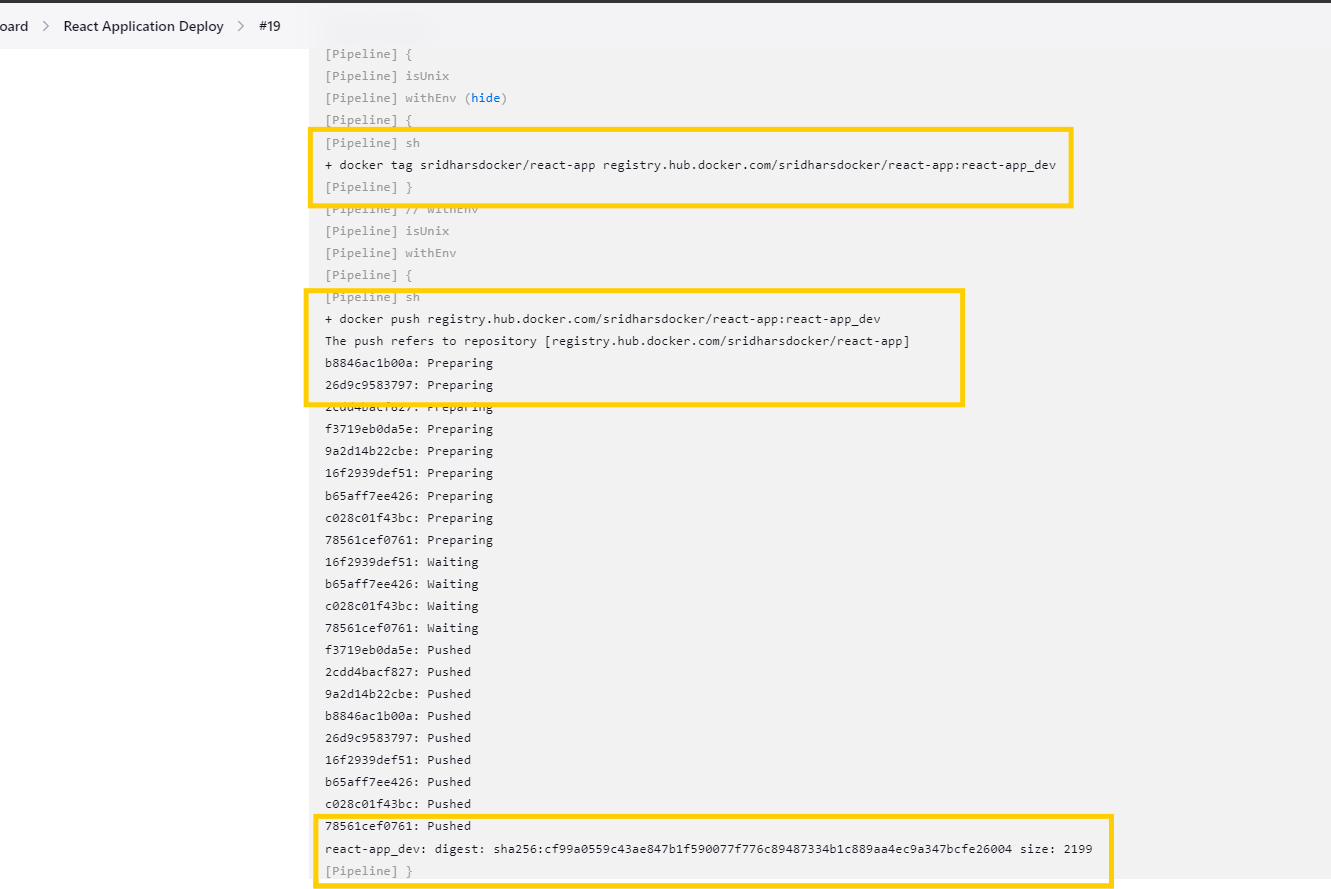 oard > React Application Deploy > #19
[Pipeline] {
[Pipeline] isUnix
[Pipeline] withEnv (hide)
[Pipeline] {
[Pipeline] sh
+ docker tag sridharsdocker/react-app registry.hub.docker.com/sridharsdocker/react-app:react-app_dev
[Pipeline] }
[Pipeline] // withEnv
[Pipeline] isUnix
[Pipeline] withEnv
[Pipeline] {
[Pipeline] sh
+ docker push registry.hub.docker.com/sridharsdocker/react-app:react-app_dev
The push refers to repository [registry.hub.docker.com/sridharsdocker/react-app]
b8846ac1b00a: Preparing
26d9c9583797: Preparing
2cdd4bacf827: Preparing
f3719eb0da5e: Preparing
9a2d14b22cbe: Preparing
16f2939def51: Preparing
b65aff7ee426: Preparing
c028c01f43bc: Preparing
78561cef0761: Preparing
16f2939def51: Waiting
b65aff7ee426: Waiting
c028c01f43bc: Waiting
78561cef0761: Waiting
f3719eb0da5e: Pushed
2cdd4bacf827: Pushed
9a2d14b22cbe: Pushed
b8846ac1b00a: Pushed
26d9c9583797: Pushed
16f2939def51: Pushed
b65aff7ee426: Pushed
c028c01f43bc: Pushed
78561cef0761: Pushed
react-app_dev: digest: sha256:cf99a0559c43ae847b1f590077f776c89487334b1c889aa4ec9a347bcfe26004 size: 2199
[Pipeline] }